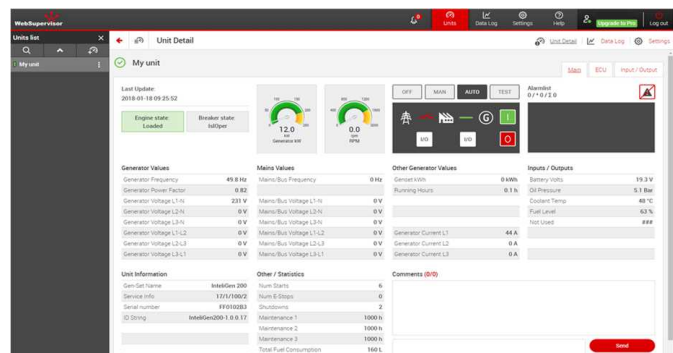 WebSupervisor
Units
Data Log
Settings
Help
Upgrade to Pro
Log out
Units list
×
Unit Detail
Unit Detail
Data Log
Settings
My unit
My unit
Main
ECU
Input / Output
Last Update:
2018-01-18 09:25:52
Engine state
Loaded
Breaker state
IslOper
12.0
kW
Generator kW
0.0
rpm
RPM
OFF
MAN
AUTO
TEST
G
I
I/O
I/O
O
Alarmlist
0 / * 0 / Σ 0
Generator Values
Generator Frequency 49.8 Hz
Generator Power Factor 0.82
Generator Voltage L1-N 231 V
Generator Voltage L2-N 0 V
Generator Voltage L3-N 0 V
Generator Voltage L1-L2 0 V
Generator Voltage L2-L3 0 V
Generator Voltage L3-L1 0 V
Mains Values
Mains/Bus Frequency 0 Hz
Mains/Bus Voltage L1-N 0 V
Mains/Bus Voltage L2-N 0 V
Mains/Bus Voltage L3-N 0 V
Mains/Bus Voltage L1-L2 0 V
Mains/Bus Voltage L2-L3 0 V
Mains/Bus Voltage L3-L1 0 V
Other Generator Values
Genset kWh 0 kWh
Running Hours 0.1 h
Generator Current L1 44 A
Generator Current L2 0 A
Generator Current L3 0 A
Inputs / Outputs
Battery Volts 19.3 V
Oil Pressure 5.1 Bar
Coolant Temp 48 °C
Fuel Level 63 %
Not Used ###
Unit Information
Gen-Set Name InteliGen 200
Service Info 17/1/100/2
Serial number FF0102B3
ID String InteliGen200-1.0.0.17
Other / Statistics
Num Starts 6
Num E-Stops 0
Shutdowns 2
Maintenance 1 1000 h
Maintenance 2 1000 h
Maintenance 3 1000 h
Total Fuel Consumption 160 L
Comments (0/0)
Send